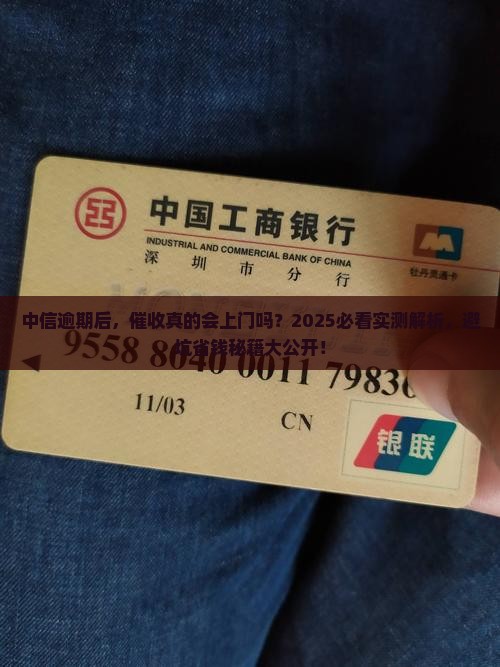 中国工商银行
INDUSTRIAL AND COMMERCIAL BANK OF CHINA
深圳市分行
牡丹灵通卡
中信逾期后，催收真的会上门吗？2025必看实测解析，避
坑省钱秘籍大公开！
9558 8040 0011 7983
11/03 CN
银联